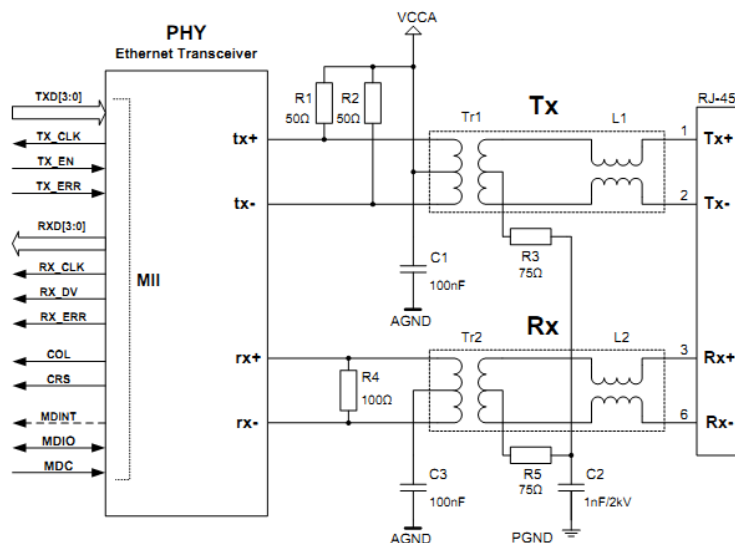 VCCA
PHY
Ethernet Transceiver
RJ-45
TXD[3:0]
TX_CLK
TX_EN
TX_ERR
RXD[3:0]
RX_CLK
RX_DV
RX_ERR
COL
CRS
MDINT
MDIO
MDC
MII
tx+
tx-
rx+
rx-
R1
50Ω
R2
50Ω
Tx
Tr1
L1
1
Tx+
2
Tx-
R3
75Ω
C1
100nF
AGND
Rx
Tr2
L2
3
Rx+
6
Rx-
R4
100Ω
R5
75Ω
C3
100nF
AGND
C2
1nF/2kV
PGND